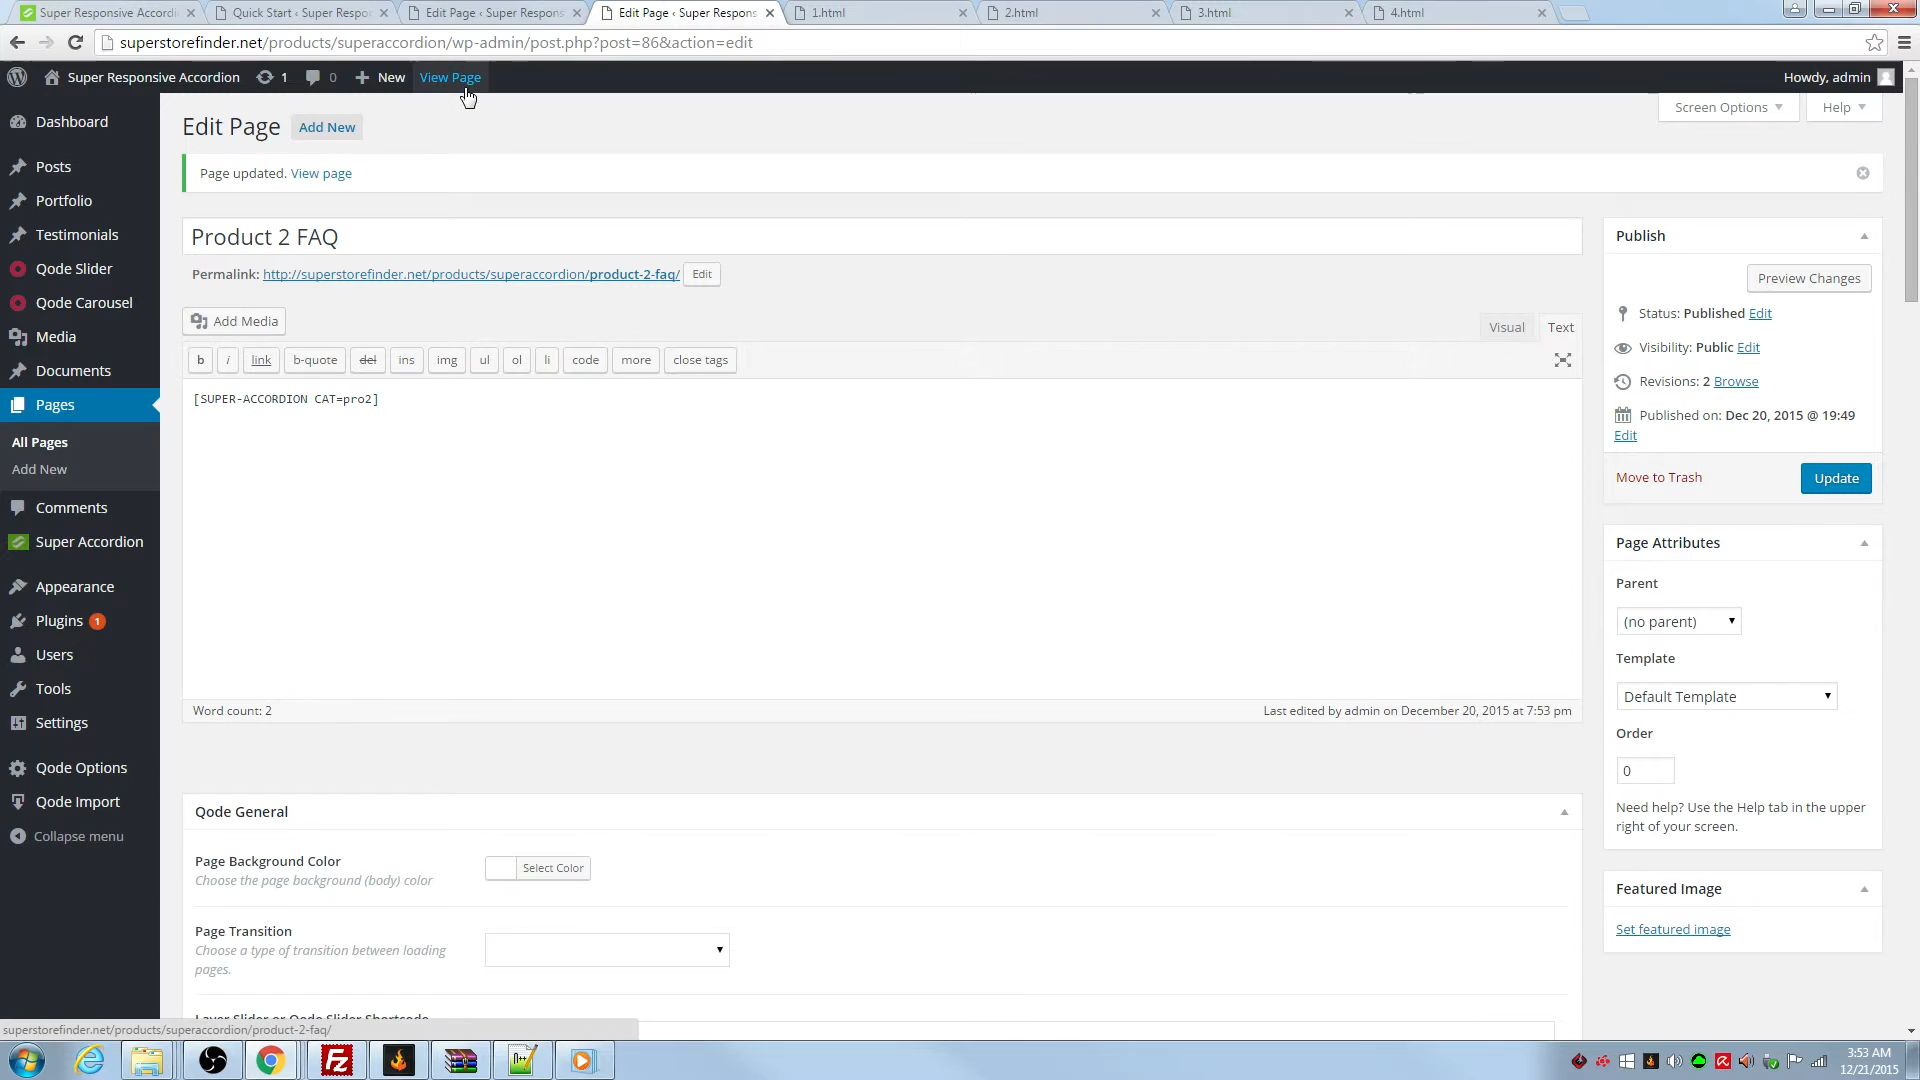 Super Responsive Accordi
Quick Start ‹ Super Respo
Edit Page ‹ Super Respons
Edit Page ‹ Super Respons
1.html
2.html
3.html
4.html
superstorefinder.net/products/superaccordion/wp-admin/post.php?post=86&action=edit
Super Responsive Accordion
1
0
New
View Page
Howdy, admin
Screen Options
Help
Edit Page
Add New
Page updated. View page
Dashboard
Posts
Portfolio
Testimonials
Qode Slider
Qode Carousel
Media
Documents
Pages
All Pages
Add New
Comments
Super Accordion
Appearance
Plugins 1
Users
Tools
Settings
Qode Options
Qode Import
Collapse menu
Product 2 FAQ
Permalink: http://superstorefinder.net/products/superaccordion/product-2-faq/ Edit
Add Media
Visual
Text
b
i
link
b-quote
del
ins
img
ul
ol
li
code
more
close tags
[SUPER-ACCORDION CAT=pro2]
Word count: 2
Last edited by admin on December 20, 2015 at 7:53 pm
Qode General
Page Background Color
Choose the page background (body) color
Select Color
Page Transition
Choose a type of transition between loading
pages.
Layer Slider or Qode Slider Shortcode
Publish
Preview Changes
Status: Published Edit
Visibility: Public Edit
Revisions: 2 Browse
Published on: Dec 20, 2015 @ 19:49
Edit
Move to Trash
Update
Page Attributes
Parent
(no parent)
Template
Default Template
Order
0
Need help? Use the Help tab in the upper
right of your screen.
Featured Image
Set featured image
superstorefinder.net/products/superaccordion/product-2-faq/
3:53 AM
12/21/2015